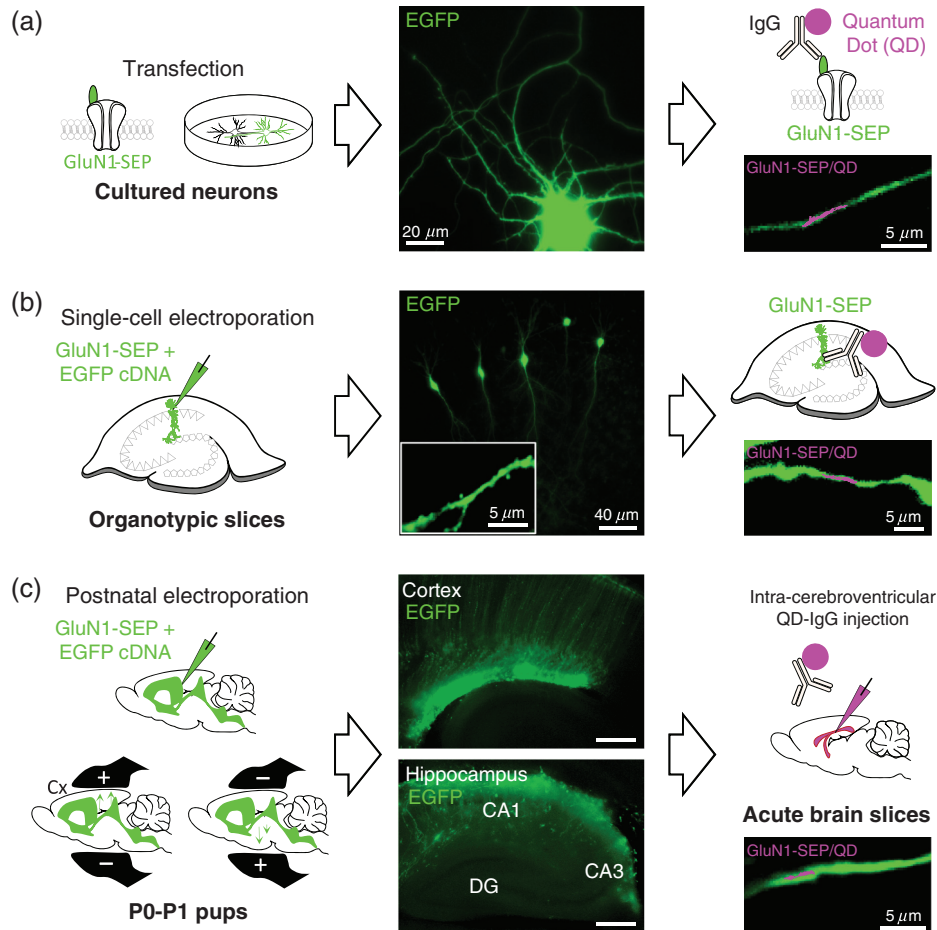 (a)
Transfection
GluN1-SEP
Cultured neurons
EGFP
20 μm
IgG
Quantum
Dot (QD)
GluN1-SEP
GluN1-SEP/QD
5 μm
(b)
Single-cell electroporation
GluN1-SEP +
EGFP cDNA
Organotypic slices
EGFP
5 μm
40 μm
GluN1-SEP
GluN1-SEP/QD
5 μm
(c)
Postnatal electroporation
GluN1-SEP +
EGFP cDNA
Cx
+
−
−
+
P0-P1 pups
Cortex
EGFP
Hippocampus
EGFP
CA1
CA3
DG
Intra-cerebroventricular
QD-IgG injection
Acute brain slices
GluN1-SEP/QD
5 μm